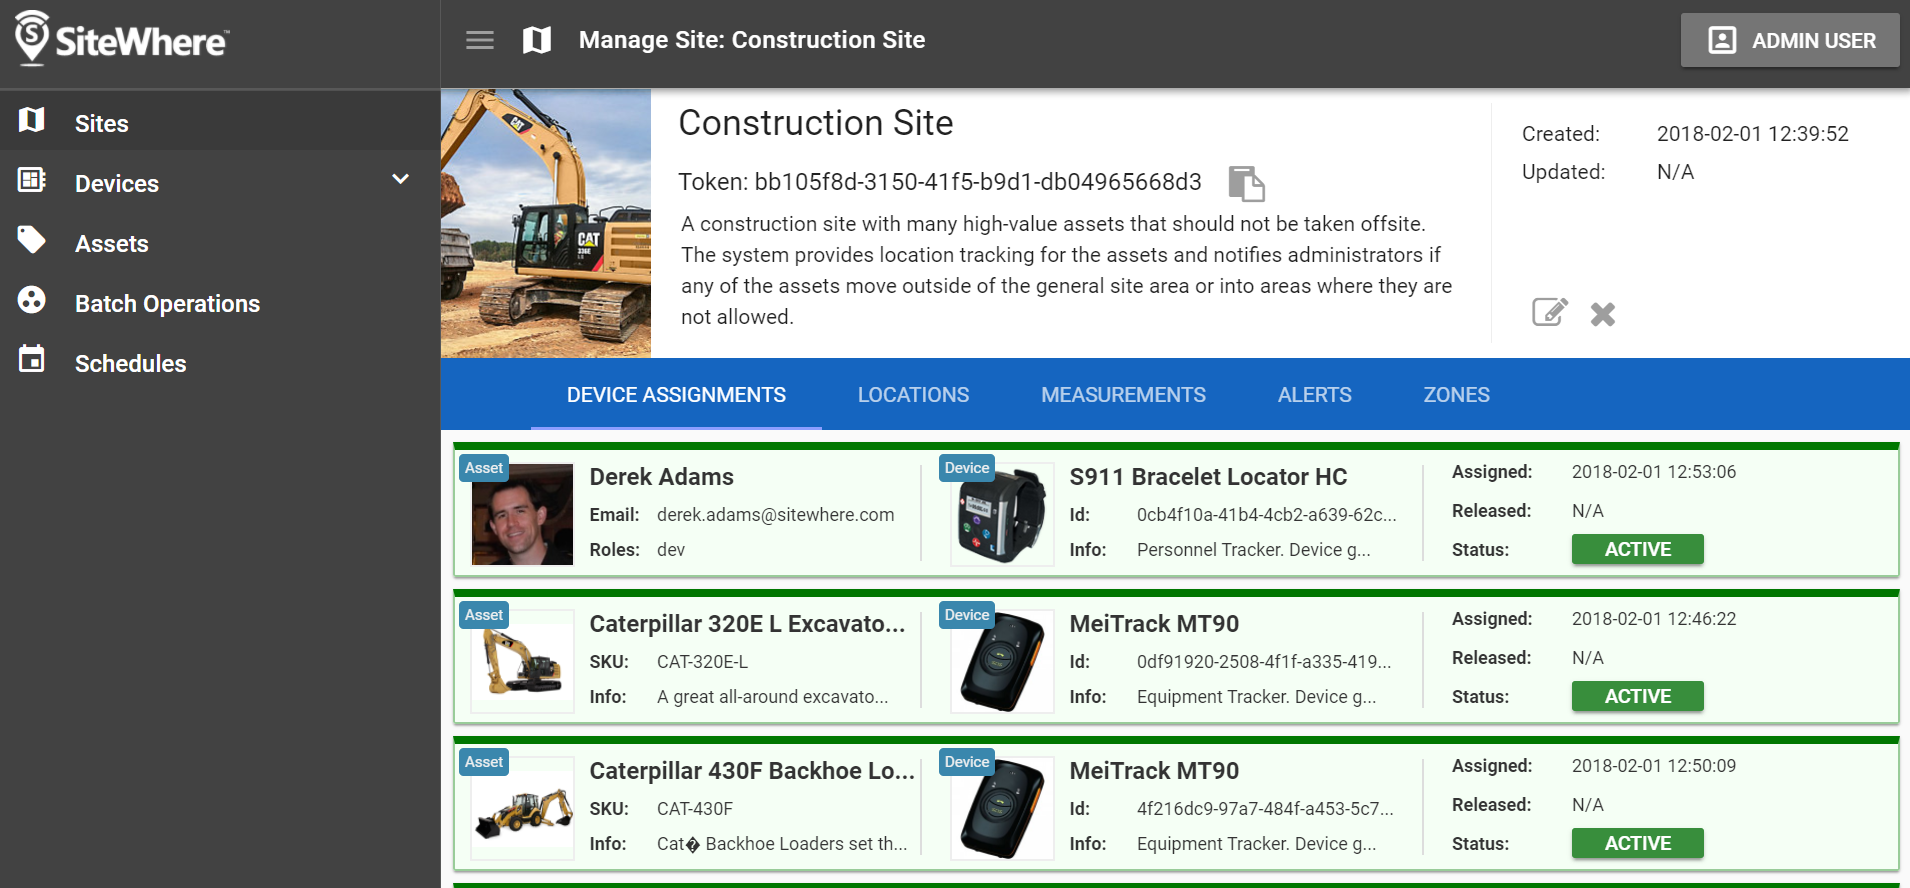 SiteWhere™
Manage Site: Construction Site
ADMIN USER
Sites
Devices
Assets
Batch Operations
Schedules
CAT
CAT
336E
Construction Site
Token: bb105f8d-3150-41f5-b9d1-db04965668d3
A construction site with many high-value assets that should not be taken offsite.
The system provides location tracking for the assets and notifies administrators if
any of the assets move outside of the general site area or into areas where they are
not allowed.
Created: 2018-02-01 12:39:52
Updated: N/A
DEVICE ASSIGNMENTS LOCATIONS MEASUREMENTS ALERTS ZONES
Asset
Derek Adams
Email: derek.adams@sitewhere.com
Roles: dev
Device
S911 Bracelet Locator HC
Id: 0cb4f10a-41b4-4cb2-a639-62c...
Info: Personnel Tracker. Device g...
Assigned: 2018-02-01 12:53:06
Released: N/A
Status: ACTIVE
Asset
Caterpillar 320E L Excavato...
SKU: CAT-320E-L
Info: A great all-around excavato...
Device
MeiTrack MT90
Id: 0df91920-2508-4f1f-a335-419...
Info: Equipment Tracker. Device g...
Assigned: 2018-02-01 12:46:22
Released: N/A
Status: ACTIVE
Asset
Caterpillar 430F Backhoe Lo...
SKU: CAT-430F
Info: Cat� Backhoe Loaders set th...
Device
MeiTrack MT90
Id: 4f216dc9-97a7-484f-a453-5c7...
Info: Equipment Tracker. Device g...
Assigned: 2018-02-01 12:50:09
Released: N/A
Status: ACTIVE